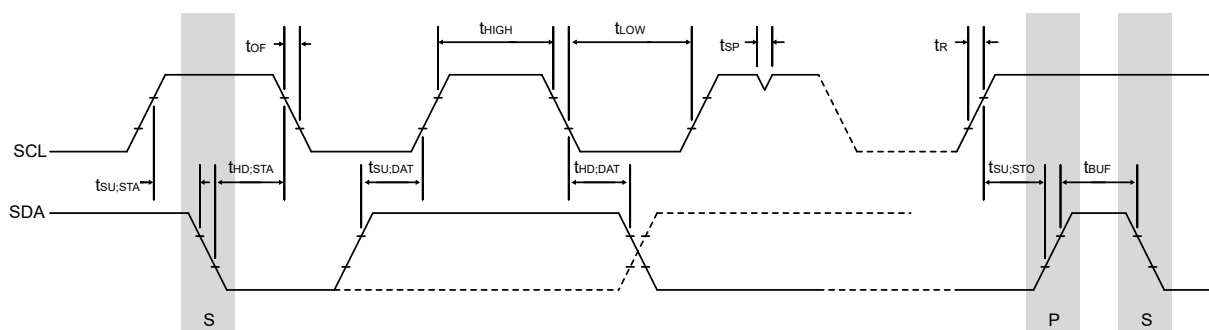 tOF
tHIGH
tLOW
tSP
tR
SCL
tSU;STA
tHD;STA
tSU;DAT
tHD;DAT
tSU;STO
tBUF
SDA
S
P
S